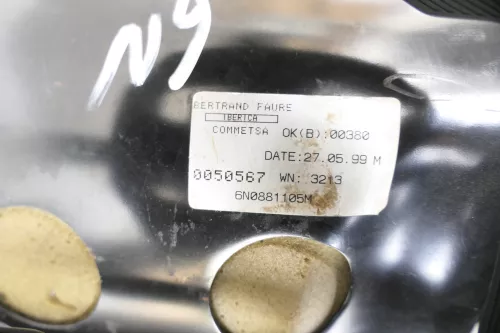 N9
BERTRAND FAURE
IBERICA
COMMETSA OK(B):00380
DATE:27.05.99 M
0050567 WN: 3213
6N0881105M